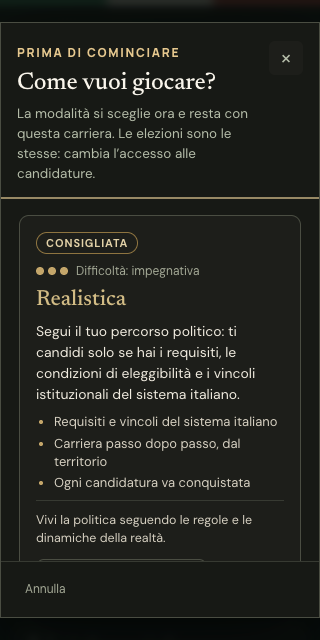 PRIMA DI COMINCIARE
Come vuoi giocare?
×
La modalità si sceglie ora e resta con
questa carriera. Le elezioni sono le
stesse: cambia l’accesso alle
candidature.
CONSIGLIATA
Difficoltà: impegnativa
Realistica
Segui il tuo percorso politico: ti
candidi solo se hai i requisiti, le
condizioni di eleggibilità e i vincoli
istituzionali del sistema italiano.
• Requisiti e vincoli del sistema italiano
• Carriera passo dopo passo, dal
territorio
• Ogni candidatura va conquistata
Vivi la politica seguendo le regole e le
dinamiche della realtà.
Annulla